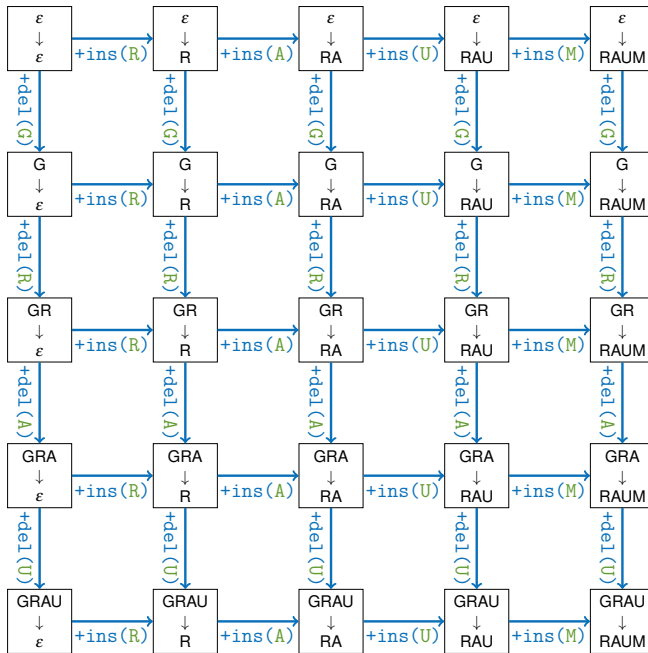 ε ε ε ε ε
↓ +ins(R) ↓ +ins(A) ↓ +ins(U) ↓ +ins(M) ↓
ε R RA RAU RAUM
+del(G) +del(G) +del(G) +del(G) +del(G)
G G G G G
↓ +ins(R) ↓ +ins(A) ↓ +ins(U) ↓ +ins(M) ↓
ε R RA RAU RAUM
+del(R) +del(R) +del(R) +del(R) +del(R)
GR GR GR GR GR
↓ +ins(R) ↓ +ins(A) ↓ +ins(U) ↓ +ins(M) ↓
ε R RA RAU RAUM
+del(A) +del(A) +del(A) +del(A) +del(A)
GRA GRA GRA GRA GRA
↓ +ins(R) ↓ +ins(A) ↓ +ins(U) ↓ +ins(M) ↓
ε R RA RAU RAUM
+del(U) +del(U) +del(U) +del(U) +del(U)
GRAU GRAU GRAU GRAU GRAU
↓ +ins(R) ↓ +ins(A) ↓ +ins(U) ↓ +ins(M) ↓
ε R RA RAU RAUM